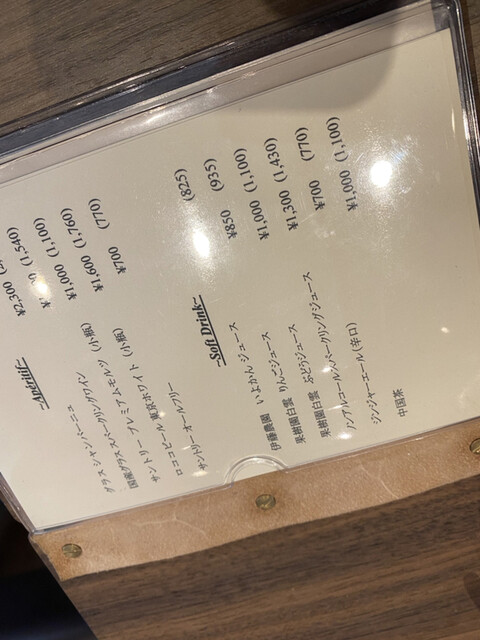 ~Aperitif~
グラス シャンパーニュ ¥2,300 (2,
国産グラススパークリングワイン (1,540)
サントリー プレミアムモルツ (小瓶) ¥1,000 (1,100)
ロココビール 東京ホワイト (小瓶) ¥1,600 (1,760)
サントリー オールフリー ¥700 (770)
~Soft Drink~
伊藤農園 いよかん ジュース (825)
果樹園白雲 りんごジュース ¥850 (935)
果樹園白雲 ぶどうジュース ¥1,000 (1,100)
ノンアルコールスパークリングジュース ¥1,300 (1,430)
ジンジャーエール (辛口) ¥700 (770)
中国茶 ¥1,000 (1,100)